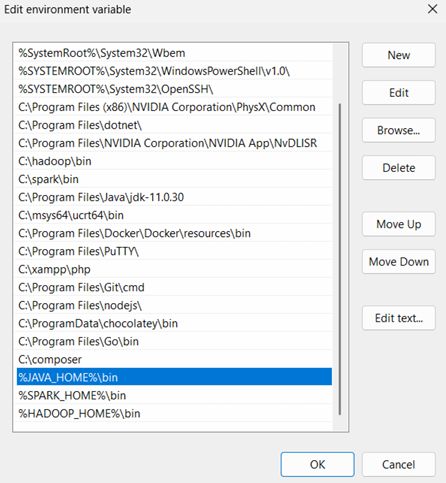 Edit environment variable
%SystemRoot%\System32\Wbem
%SYSTEMROOT%\System32\WindowsPowerShell\v1.0\
%SYSTEMROOT%\System32\OpenSSH\
C:\Program Files (x86)\NVIDIA Corporation\PhysX\Common
C:\Program Files\dotnet\
C:\Program Files\NVIDIA Corporation\NVIDIA App\NvDLISR
C:\hadoop\bin
C:\spark\bin
C:\Program Files\Java\jdk-11.0.30
C:\msys64\ucrt64\bin
C:\Program Files\Docker\Docker\resources\bin
C:\Program Files\PuTTY\
C:\xampp\php
C:\Program Files\Git\cmd
C:\Program Files\nodejs\
C:\ProgramData\chocolatey\bin
C:\Program Files\Go\bin
C:\composer
%JAVA_HOME%\bin
%SPARK_HOME%\bin
%HADOOP_HOME%\bin
New
Edit
Browse...
Delete
Move Up
Move Down
Edit text...
OK
Cancel